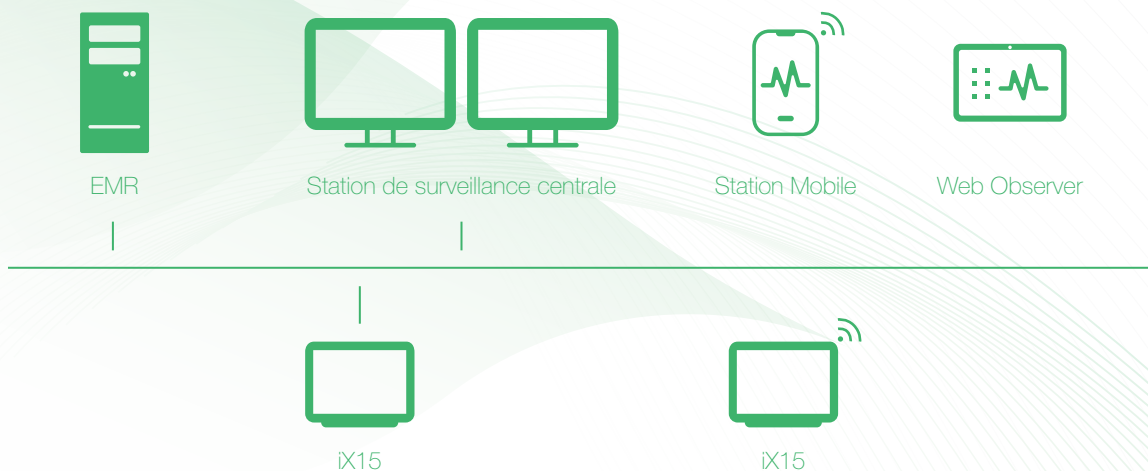 EMR
Station de surveillance centrale
Station Mobile
Web Observer
iX15
iX15